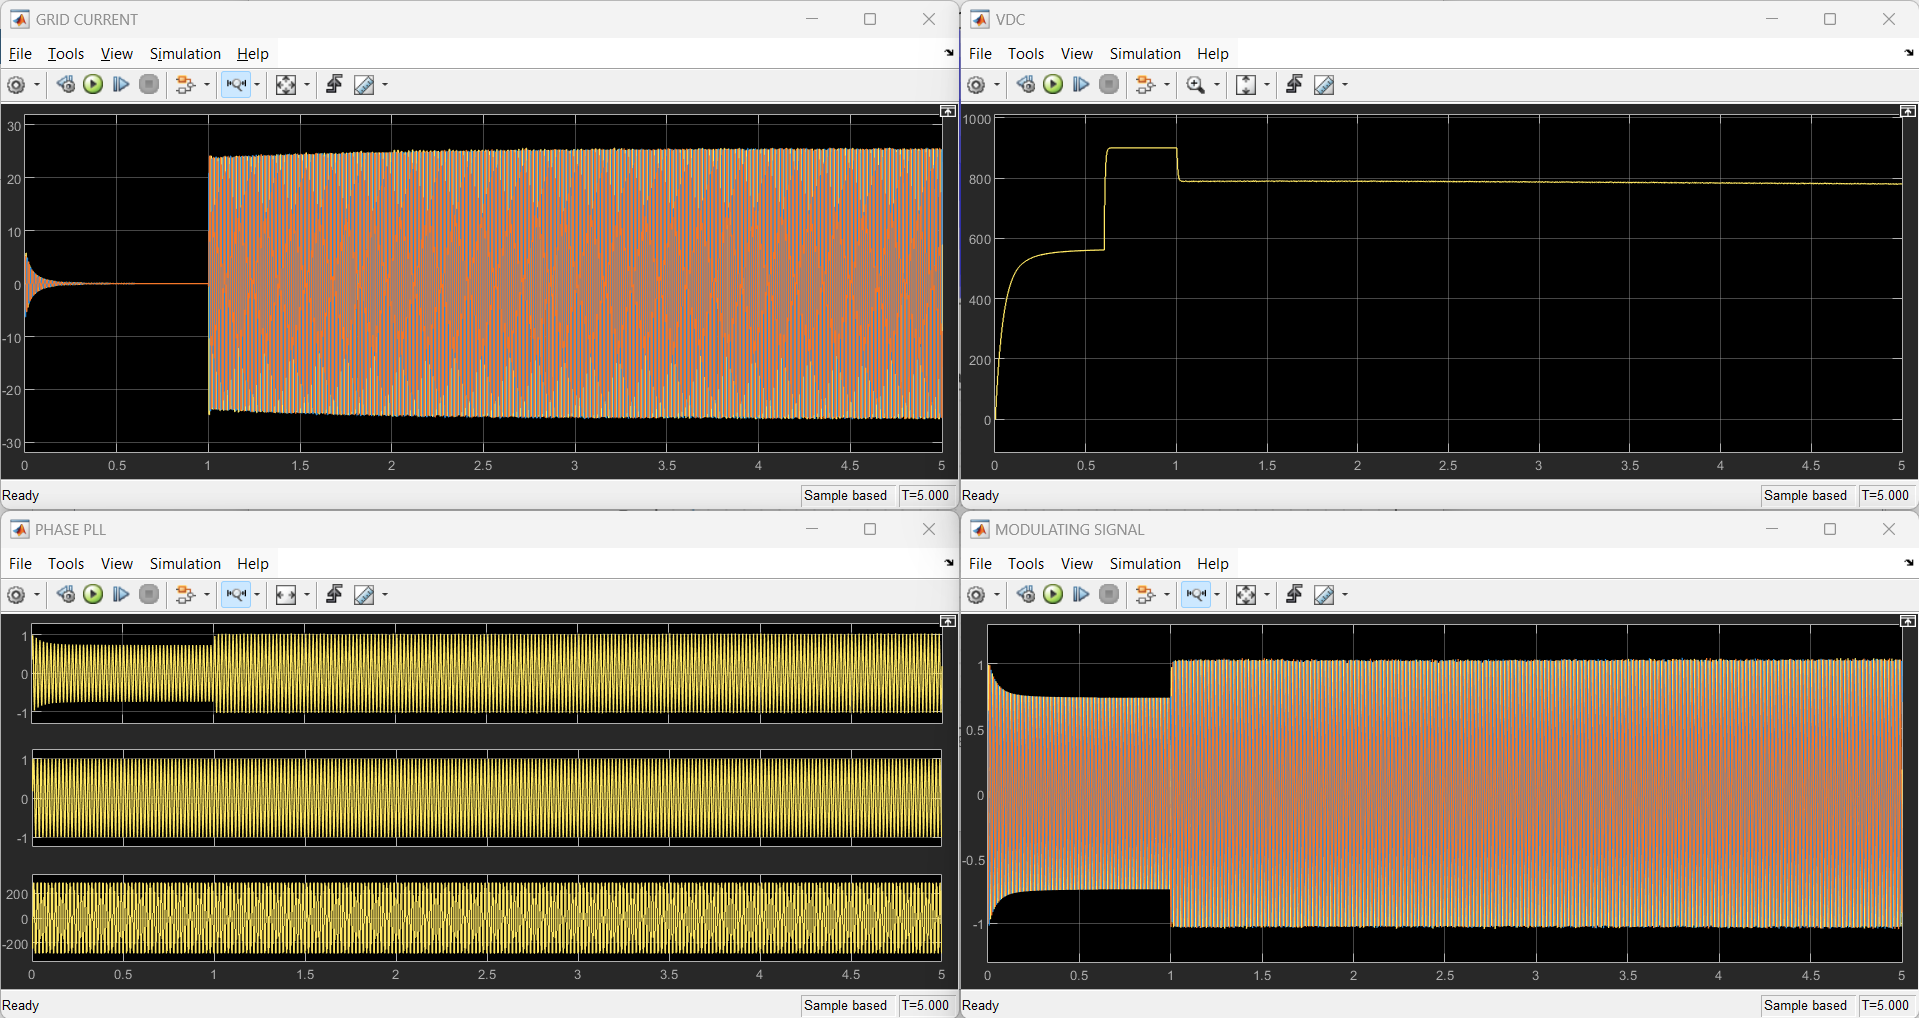 GRID CURRENT
File Tools View Simulation Help
30
20
10
0
-10
-20
-30
0 0.5 1 1.5 2 2.5 3 3.5 4 4.5 5
Ready Sample based T=5.000
VDC
File Tools View Simulation Help
1000
800
600
400
200
0
0 0.5 1 1.5 2 2.5 3 3.5 4 4.5 5
Ready Sample based T=5.000
PHASE PLL
File Tools View Simulation Help
1
0
-1
1
0
-1
200
0
-200
0 0.5 1 1.5 2 2.5 3 3.5 4 4.5 5
Ready Sample based T=5.000
MODULATING SIGNAL
File Tools View Simulation Help
1
0.5
0
-0.5
-1
0 0.5 1 1.5 2 2.5 3 3.5 4 4.5 5
Ready Sample based T=5.000